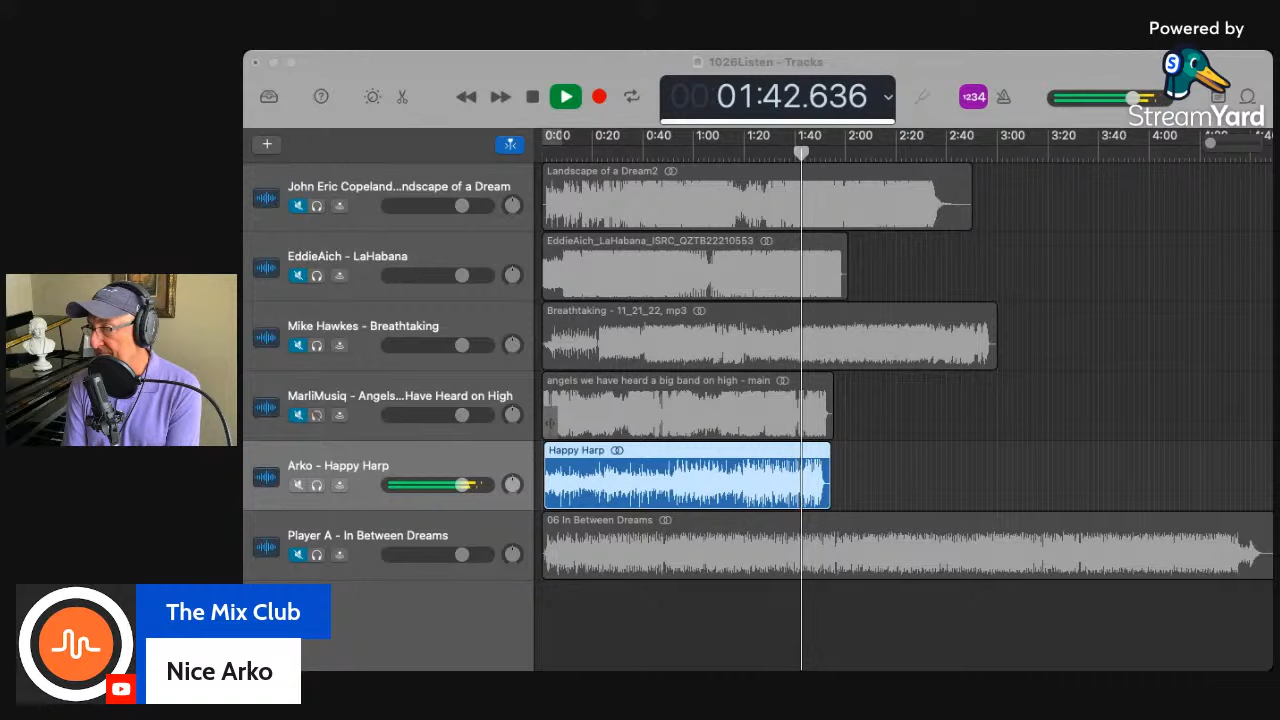 Powered by
StreamYard
1026Listen - Tracks
00 01:42.636
1234
0:00 0:20 0:40 1:00 1:20 1:40 2:00 2:20 2:40 3:00 3:20 3:40 4:00
John Eric Copeland...ndscape of a Dream
Landscape of a Dream2
EddieAich - LaHabana
EddieAich_LaHabana_ISRC_QZTB22210553
Mike Hawkes - Breathtaking
Breathtaking - 11_21_22, mp3
MarliMusiq - Angels...Have Heard on High
angels we have heard a big band on high - main
Arko - Happy Harp
Happy Harp
Player A - In Between Dreams
06 In Between Dreams
The Mix Club
Nice Arko